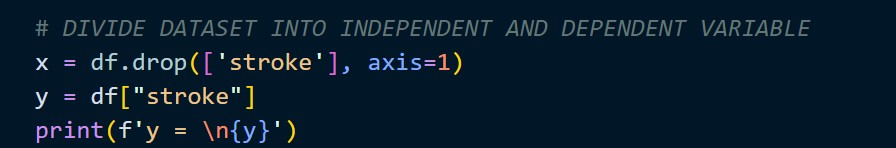 # DIVIDE DATASET INTO INDEPENDENT AND DEPENDENT VARIABLE
x = df.drop(['stroke'], axis=1)
y = df["stroke"]
print(f'y = \n{y}')